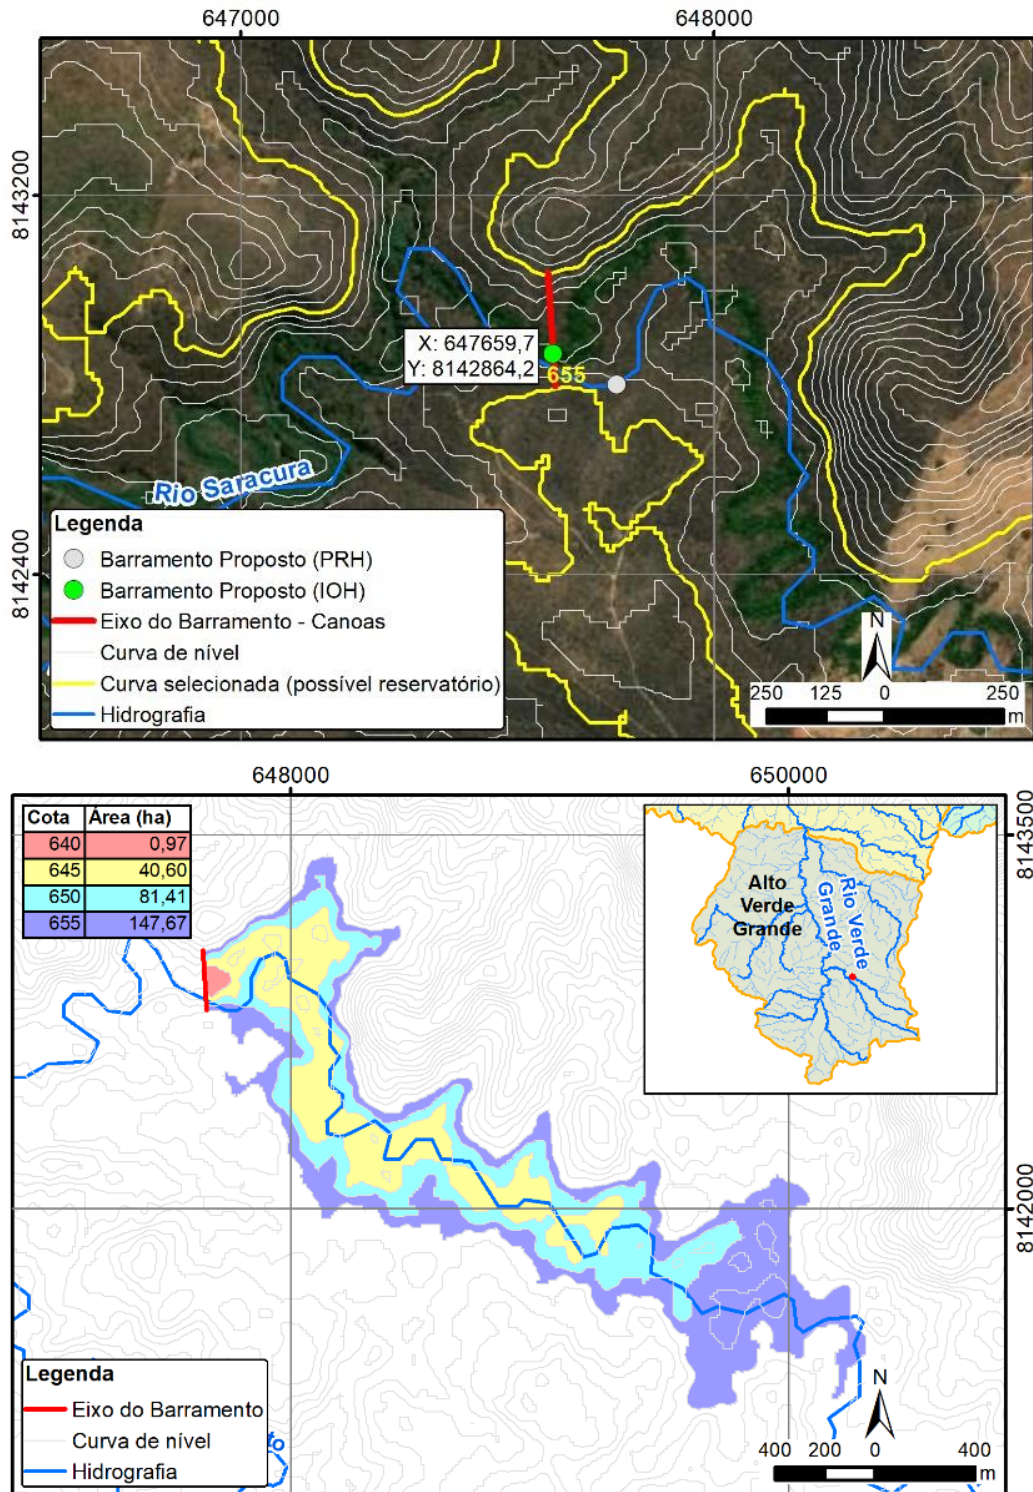 647000
648000
8143200
8142400
X: 647659,7
Y: 8142864,2
655
Rio Saracura
Legenda
Barramento Proposto (PRH)
Barramento Proposto (IOH)
Eixo do Barramento - Canoas
Curva de nível
Curva selecionada (possível reservatório)
Hidrografia
N
250 125 0 250
m
648000
650000
8143500
8142000
Cota Área (ha)
640 0,97
645 40,60
650 81,41
655 147,67
Alto
Verde
Grande
Rio Verde
Grande
Legenda
Eixo do Barramento
Curva de nível
Hidrografia
N
400 200 0 400
m